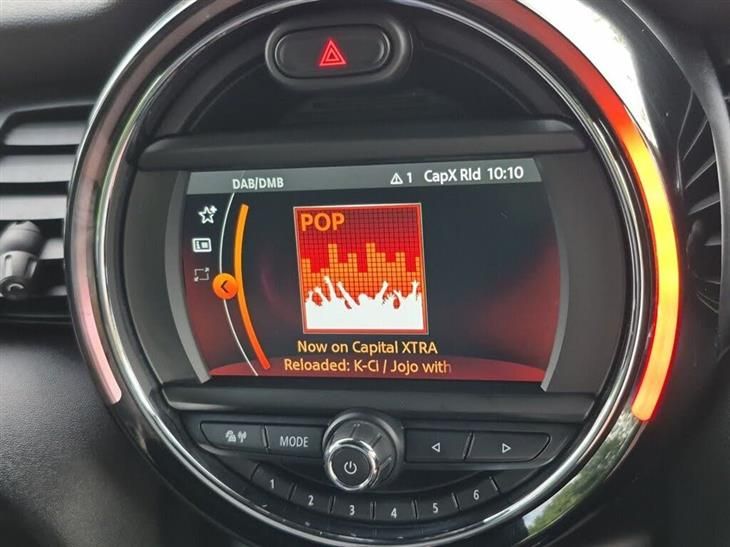 DAB/DMB 1 CapX Rld 10:10
POP
Now on Capital XTRA
Reloaded: K-Ci / Jojo with
MODE
1 2 3 4 5 6